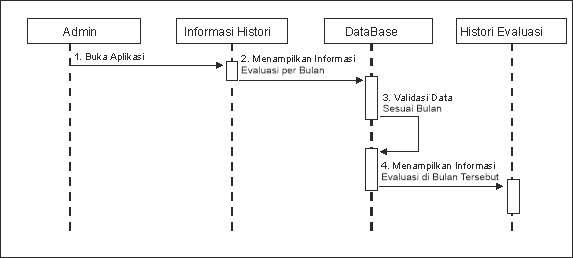 Admin
Informasi Histori
DataBase
Histori Evaluasi
1. Buka Aplikasi
2. Menampilkan Informasi
Evaluasi per Bulan
3. Validasi Data
Sesuai Bulan
4. Menampilkan Informasi
Evaluasi di Bulan Tersebut